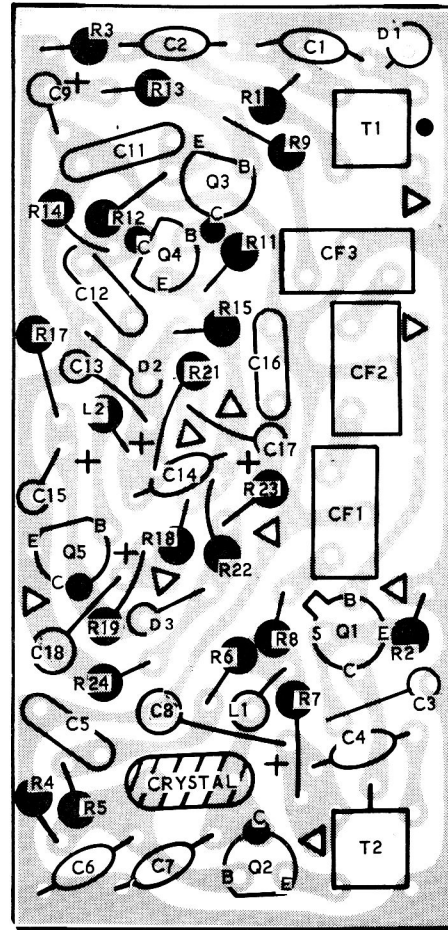 R3
C2
C1
D1
C9
R13
R1
T1
C11
E
B
Q3
C
R9
R14
R12
C
B
Q4
E
R11
CF3
C12
R15
R17
C13
D2
R21
C16
CF2
L2
C17
C14
R23
C15
CF1
E
B
Q5
C
R18
R22
R19
D3
C18
R6
R8
B
S
Q1
E
C
R2
R24
C8
L1
R7
C3
C5
C4
CRYSTAL
R4
R5
C
C6
C7
B
Q2
E
T2